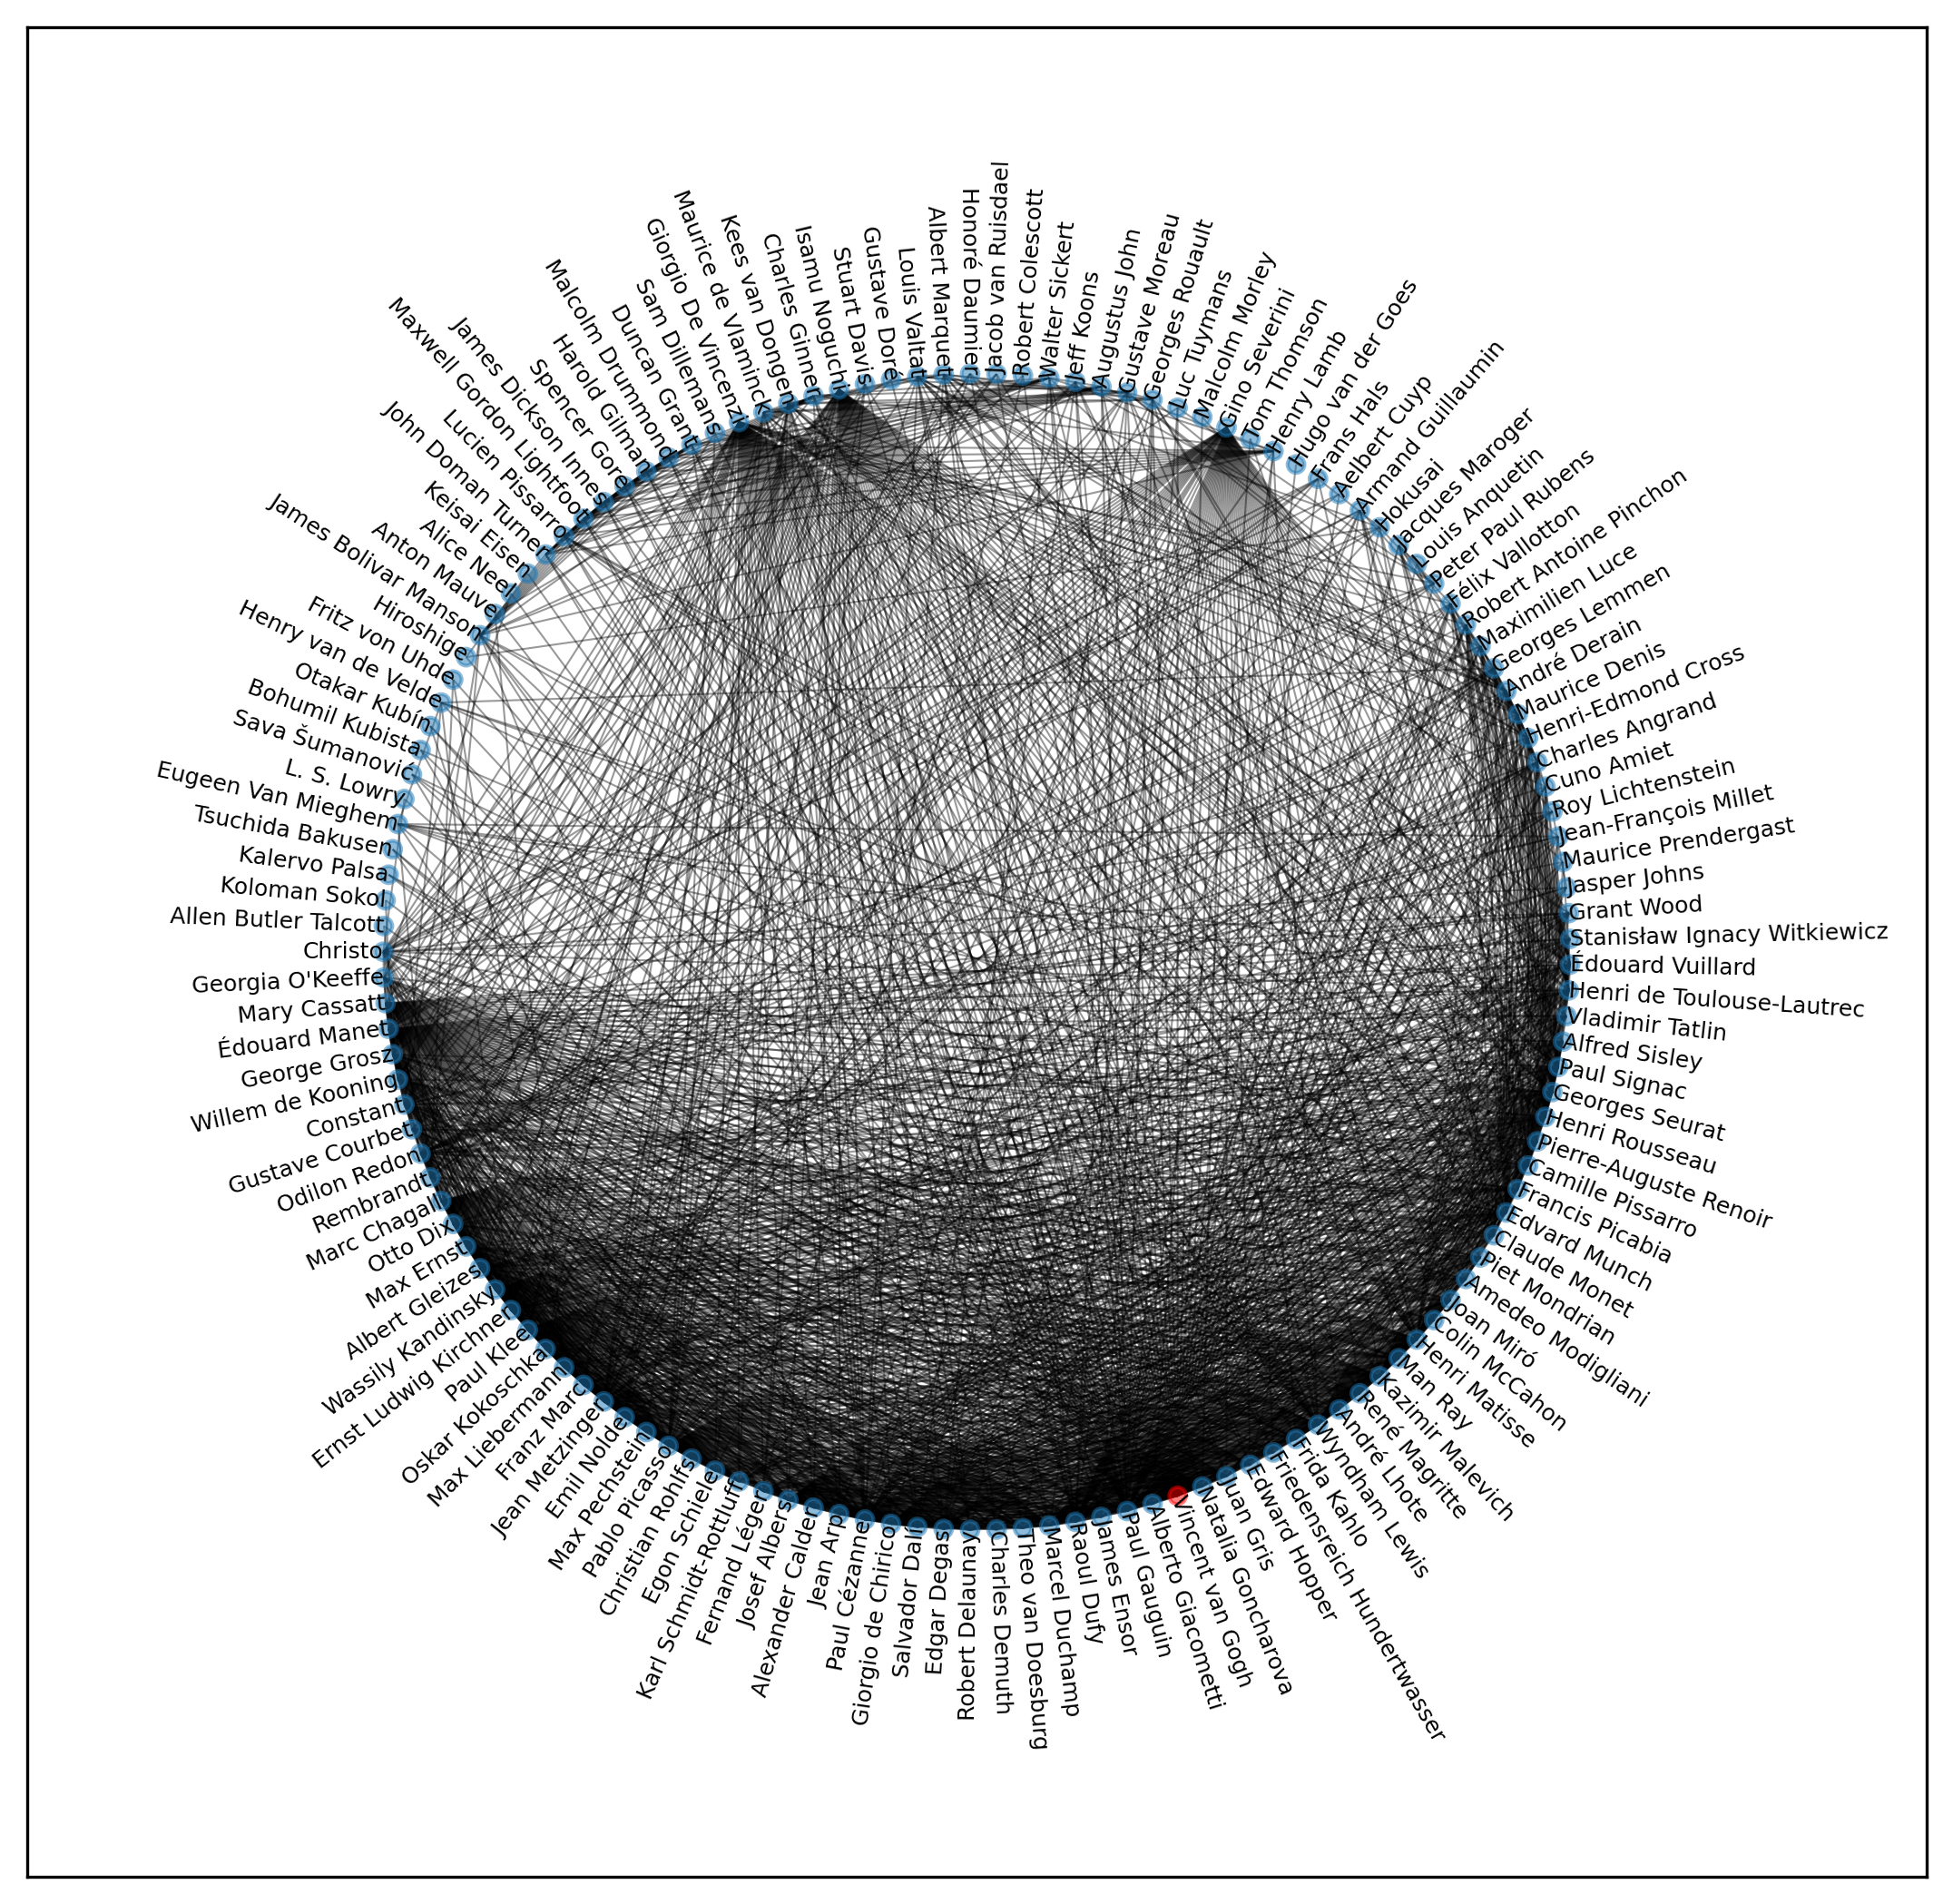 Honoré Daumier
Jacob van Ruisdael
Robert Colescott
Walter Sickert
Jeff Koons
Augustus John
Gustave Moreau
Georges Rouault
Luc Tuymans
Malcolm Morley
Gino Severini
Tom Thomson
Henry Lamb
Hugo van der Goes
Frans Hals
Aelbert Cuyp
Armand Guillaumin
Hokusai
Jacques Maroger
Louis Anquetin
Peter Paul Rubens
Félix Vallotton
Robert Antoine Pinchon
Maximilien Luce
Georges Lemmen
André Derain
Maurice Denis
Henri-Edmond Cross
Charles Angrand
Cuno Amiet
Roy Lichtenstein
Jean-François Millet
Maurice Prendergast
Jasper Johns
Grant Wood
Stanisław Ignacy Witkiewicz
Édouard Vuillard
Henri de Toulouse-Lautrec
Vladimir Tatlin
Alfred Sisley
Paul Signac
Georges Seurat
Henri Rousseau
Pierre-Auguste Renoir
Camille Pissarro
Francis Picabia
Edvard Munch
Claude Monet
Piet Mondrian
Amedeo Modigliani
Joan Miró
Colin McCahon
Henri Matisse
Man Ray
Kazimir Malevich
René Magritte
André Lhote
Wyndham Lewis
Frida Kahlo
Friedensreich Hundertwasser
Edward Hopper
Juan Gris
Natalia Goncharova
Vincent van Gogh
Alberto Giacometti
Paul Gauguin
James Ensor
Raoul Dufy
Marcel Duchamp
Theo van Doesburg
Charles Demuth
Robert Delaunay
Edgar Degas
Salvador Dalí
Giorgio de Chirico
Paul Cézanne
Jean Arp
Alexander Calder
Josef Albers
Fernand Léger
Karl Schmidt-Rottluff
Egon Schiele
Christian Rohlfs
Pablo Picasso
Max Pechstein
Emil Nolde
Jean Metzinger
Franz Marc
Max Liebermann
Oskar Kokoschka
Paul Klee
Ernst Ludwig Kirchner
Wassily Kandinsky
Albert Gleizes
Max Ernst
Otto Dix
Marc Chagall
Rembrandt
Odilon Redon
Gustave Courbet
Constant
Willem de Kooning
George Grosz
Édouard Manet
Mary Cassatt
Georgia O'Keeffe
Christo
Allen Butler Talcott
Koloman Sokol
Kalervo Palsa
Tsuchida Bakusen
Eugeen Van Mieghem
L. S. Lowry
Sava Šumanović
Bohumil Kubista
Otakar Kubín
Henry van de Velde
Fritz von Uhde
Hiroshige
James Bolivar Manson
Anton Mauve
Alice Neel
Keisai Eisen
John Doman Turner
Lucien Pissarro
Maxwell Gordon Lightfoot
James Dickson Innes
Spencer Gore
Harold Gilman
Malcolm Drummond
Duncan Grant
Sam Dillemans
Giorgio De Vincenzi
Maurice de Vlaminck
Kees van Dongen
Charles Ginner
Isamu Noguchi
Stuart Davis
Gustave Doré
Louis Valtat
Albert Marquet